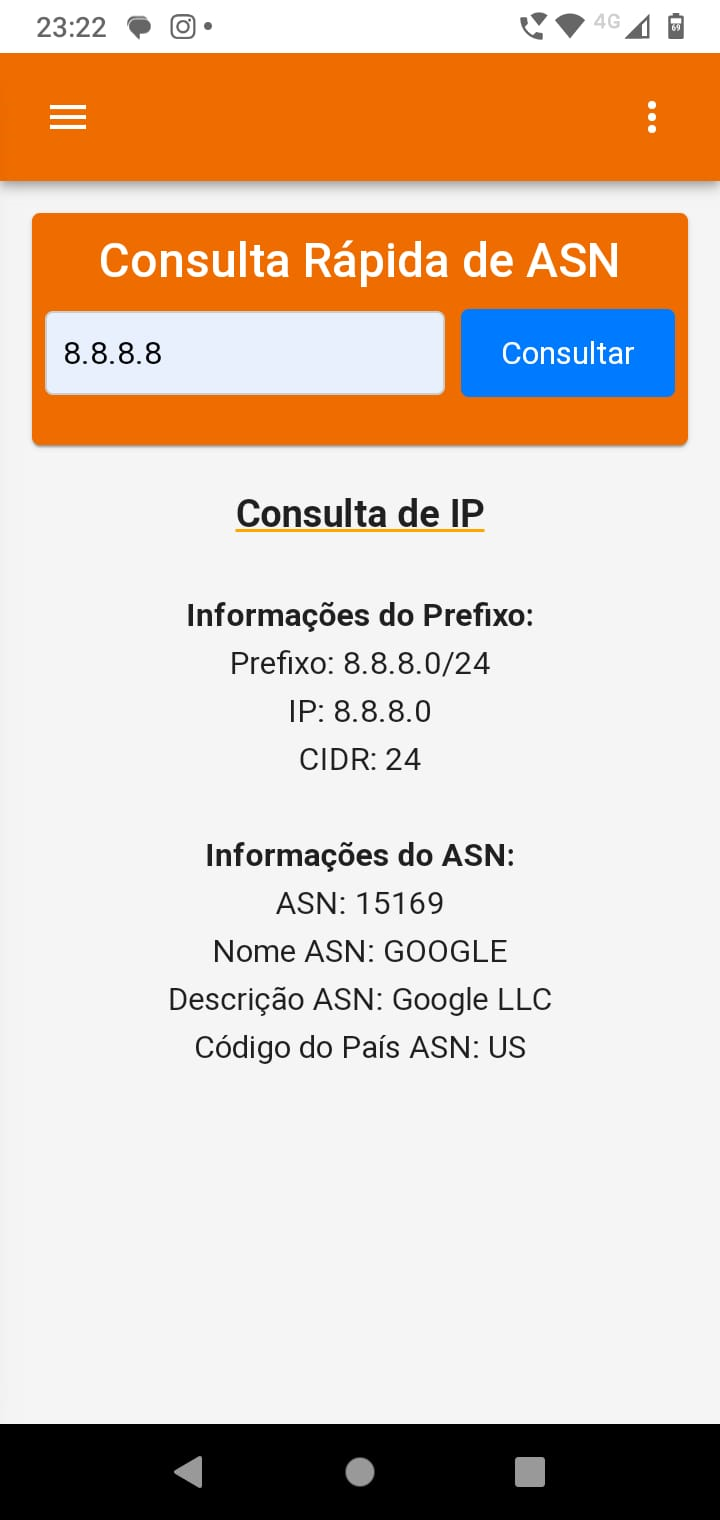 23:22
4G
69
Consulta Rápida de ASN
8.8.8.8
Consultar
Consulta de IP
Informações do Prefixo:
Prefixo: 8.8.8.0/24
IP: 8.8.8.0
CIDR: 24
Informações do ASN:
ASN: 15169
Nome ASN: GOOGLE
Descrição ASN: Google LLC
Código do País ASN: US